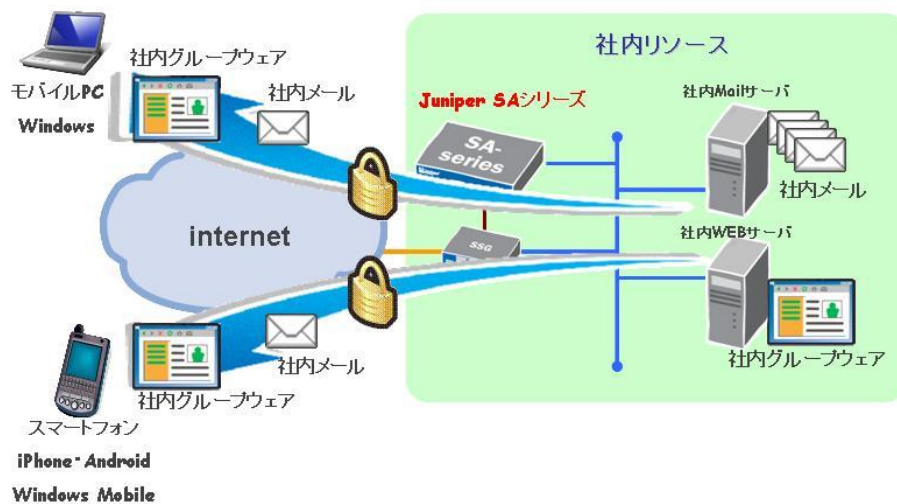 社内グループウェア
社内メール
モバイルPC
Windows
internet
社内リソース
Juniper SAシリーズ
SA-
series
SSG
社内Mailサーバ
社内メール
社内WEBサーバ
社内グループウェア
社内メール
社内グループウェア
スマートフォン
iPhone・Android
Windows Mobile